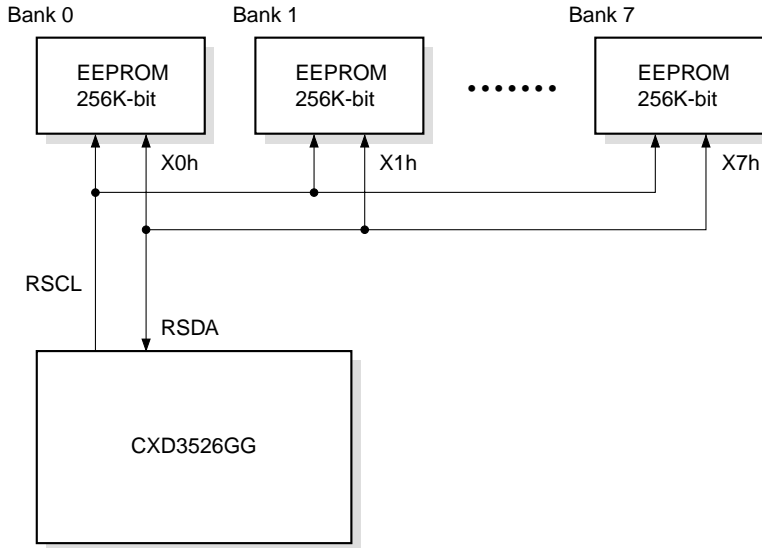 Bank 0
Bank 1
Bank 7
EEPROM
256K-bit
EEPROM
256K-bit
EEPROM
256K-bit
X0h
X1h
X7h
RSCL
RSDA
CXD3526GG